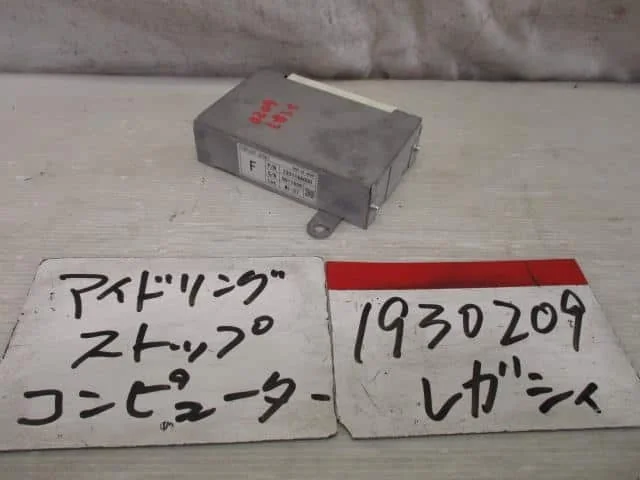 0209
F
P/N
S/N
アイドリング
ストップ
コンピューター
1930209
レガシィ